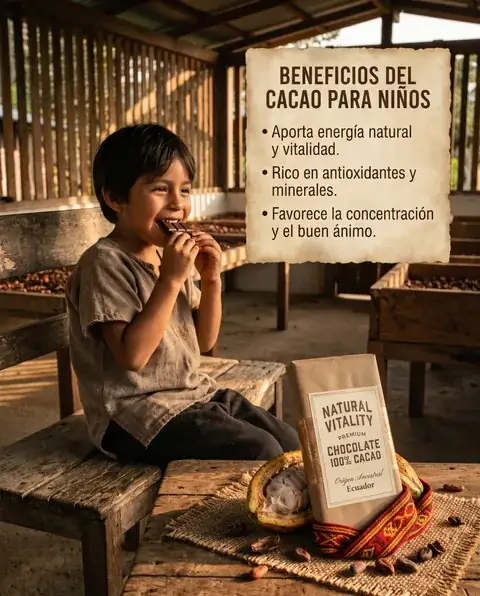 BENEFICIOS DEL
CACAO PARA NIÑOS
• Aporta energía natural
y vitalidad.
• Rico en antioxidantes y
minerales.
• Favorece la concentración
y el buen ánimo.
NATURAL
VITALITY
PREMIUM
CHOCOLATE
100% CACAO
Origen Ancestral
Ecuador